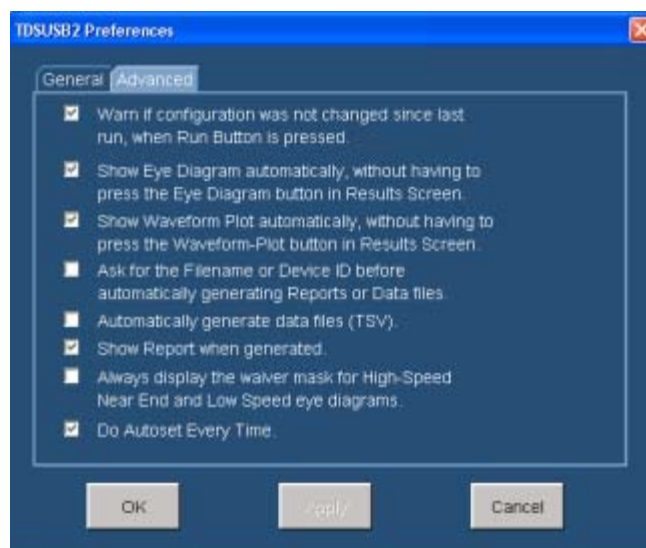 TDSUSB2 Preferences
General Advanced
Warn if configuration was not changed since last
run, when Run Button is pressed.
Show Eye Diagram automatically, without having to
press the Eye Diagram button in Results Screen.
Show Waveform Plot automatically, without having to
press the Waveform-Plot button in Results Screen.
Ask for the Filename or Device ID before
automatically generating Reports or Data files.
Automatically generate data files (TSV).
Show Report when generated.
Always display the waiver mask for High-Speed
Near End and Low Speed eye diagrams.
Do Autoset Every Time.
OK Apply Cancel